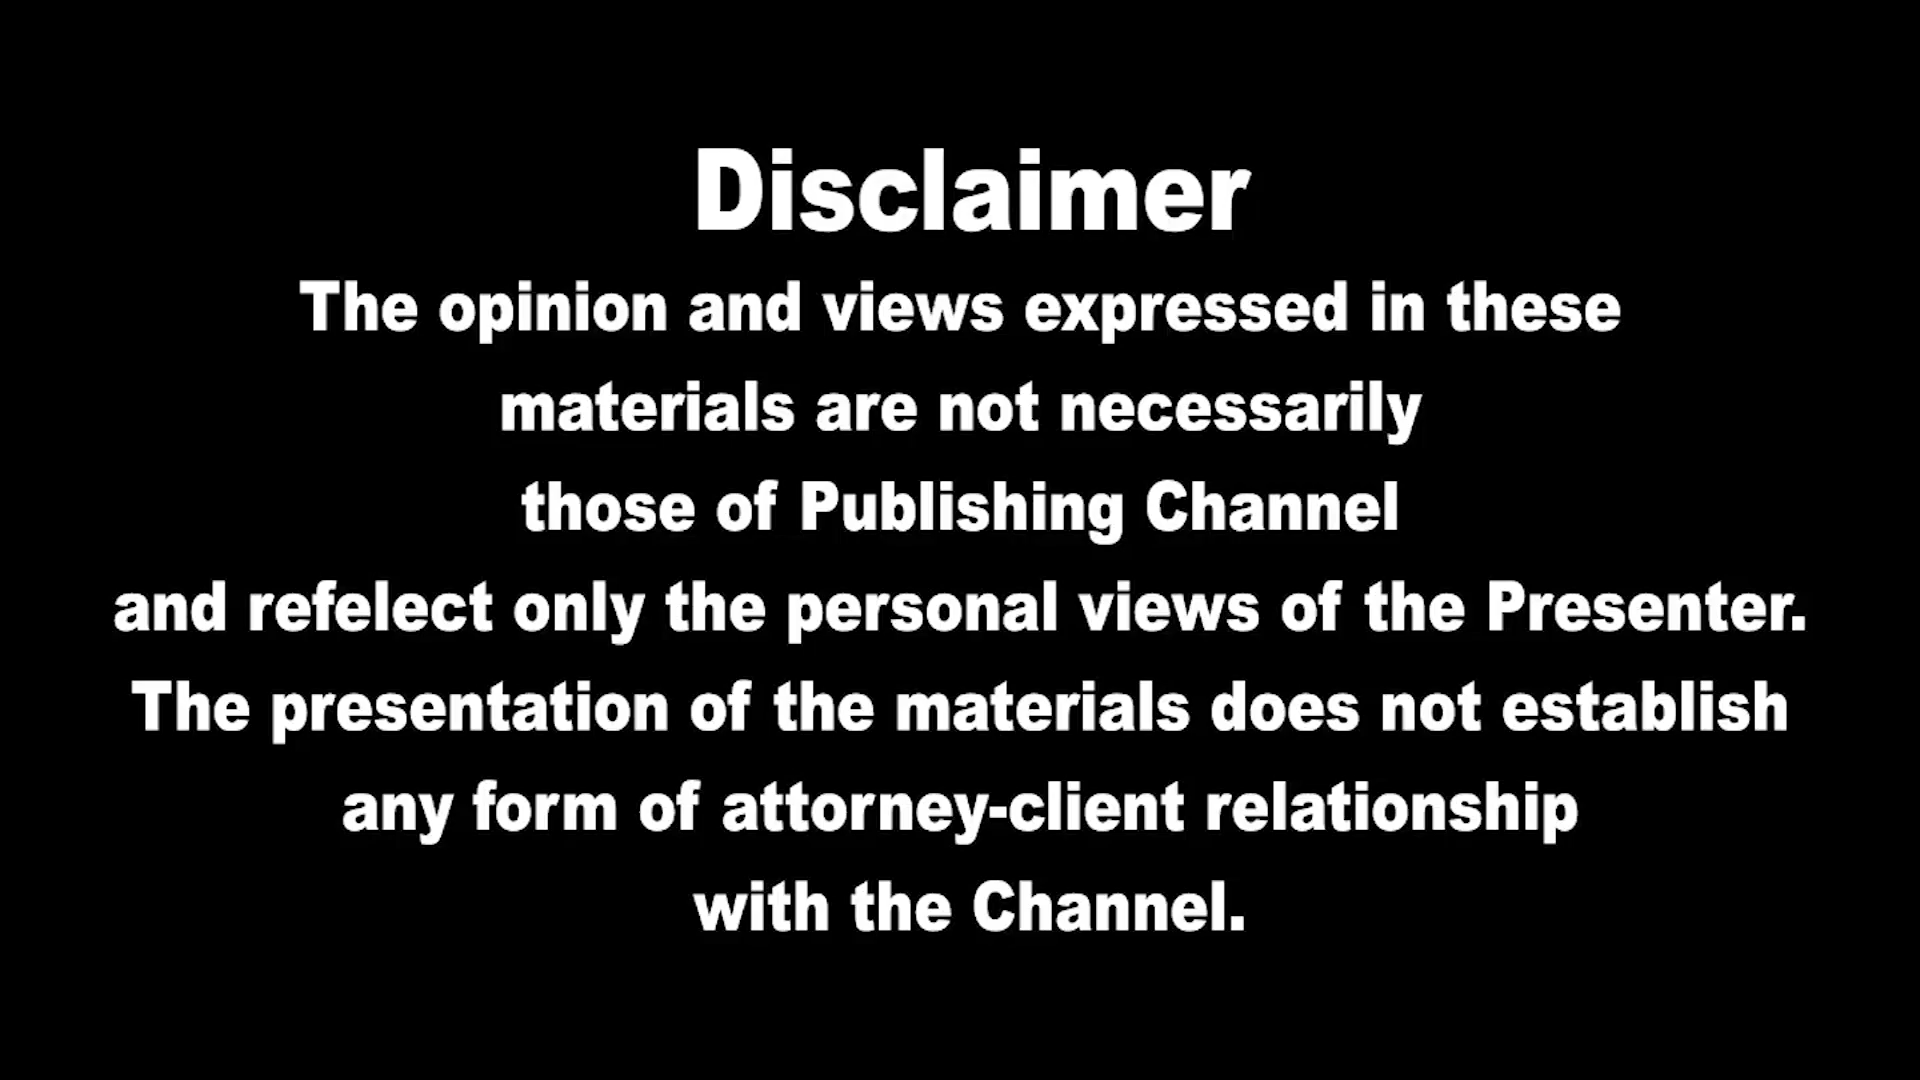 Disclaimer
The opinion and views expressed in these
materials are not necessarily
those of Publishing Channel
and refelect only the personal views of the Presenter.
The presentation of the materials does not establish
any form of attorney-client relationship
with the Channel.